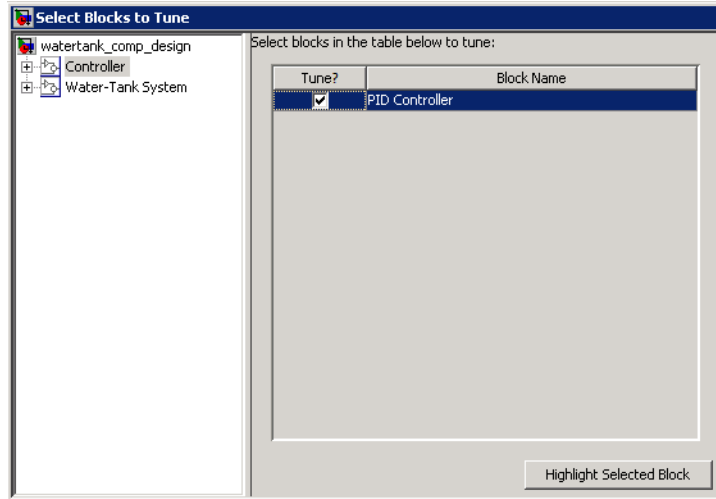 Select Blocks to Tune
watertank_comp_design
Controller
Water-Tank System
Select blocks in the table below to tune:
Tune? Block Name
PID Controller
Highlight Selected Block